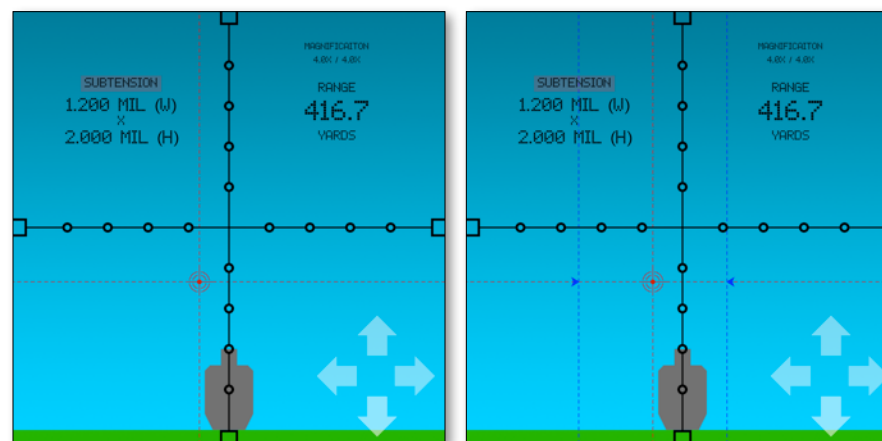 MAGNIFICAITON
4.0X / 4.0X
SUBTENSION
RANGE
1.200 MIL (W)
416.7
X
2.000 MIL (H)
YARDS
MAGNIFICAITON
4.0X / 4.0X
SUBTENSION
RANGE
1.200 MIL (W)
416.7
X
2.000 MIL (H)
YARDS